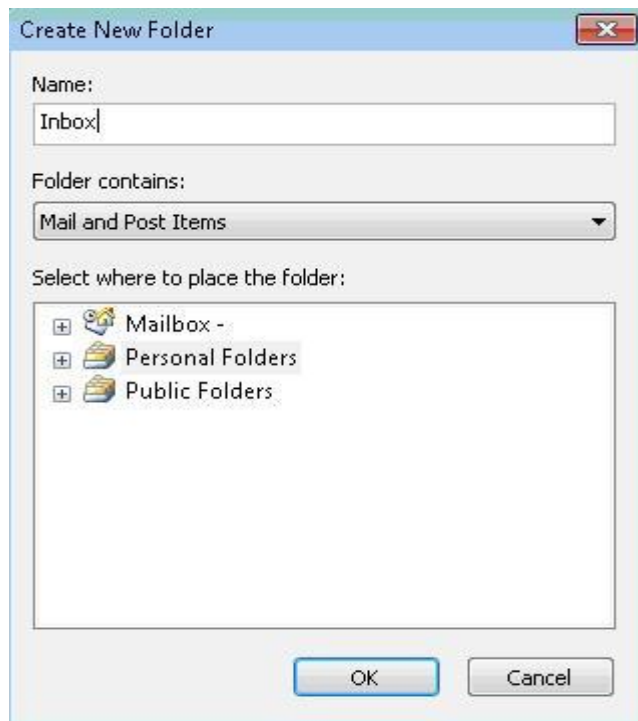 Create New Folder
Name:
Inbox
Folder contains:
Mail and Post Items
Select where to place the folder:
Mailbox -
Personal Folders
Public Folders
OK
Cancel